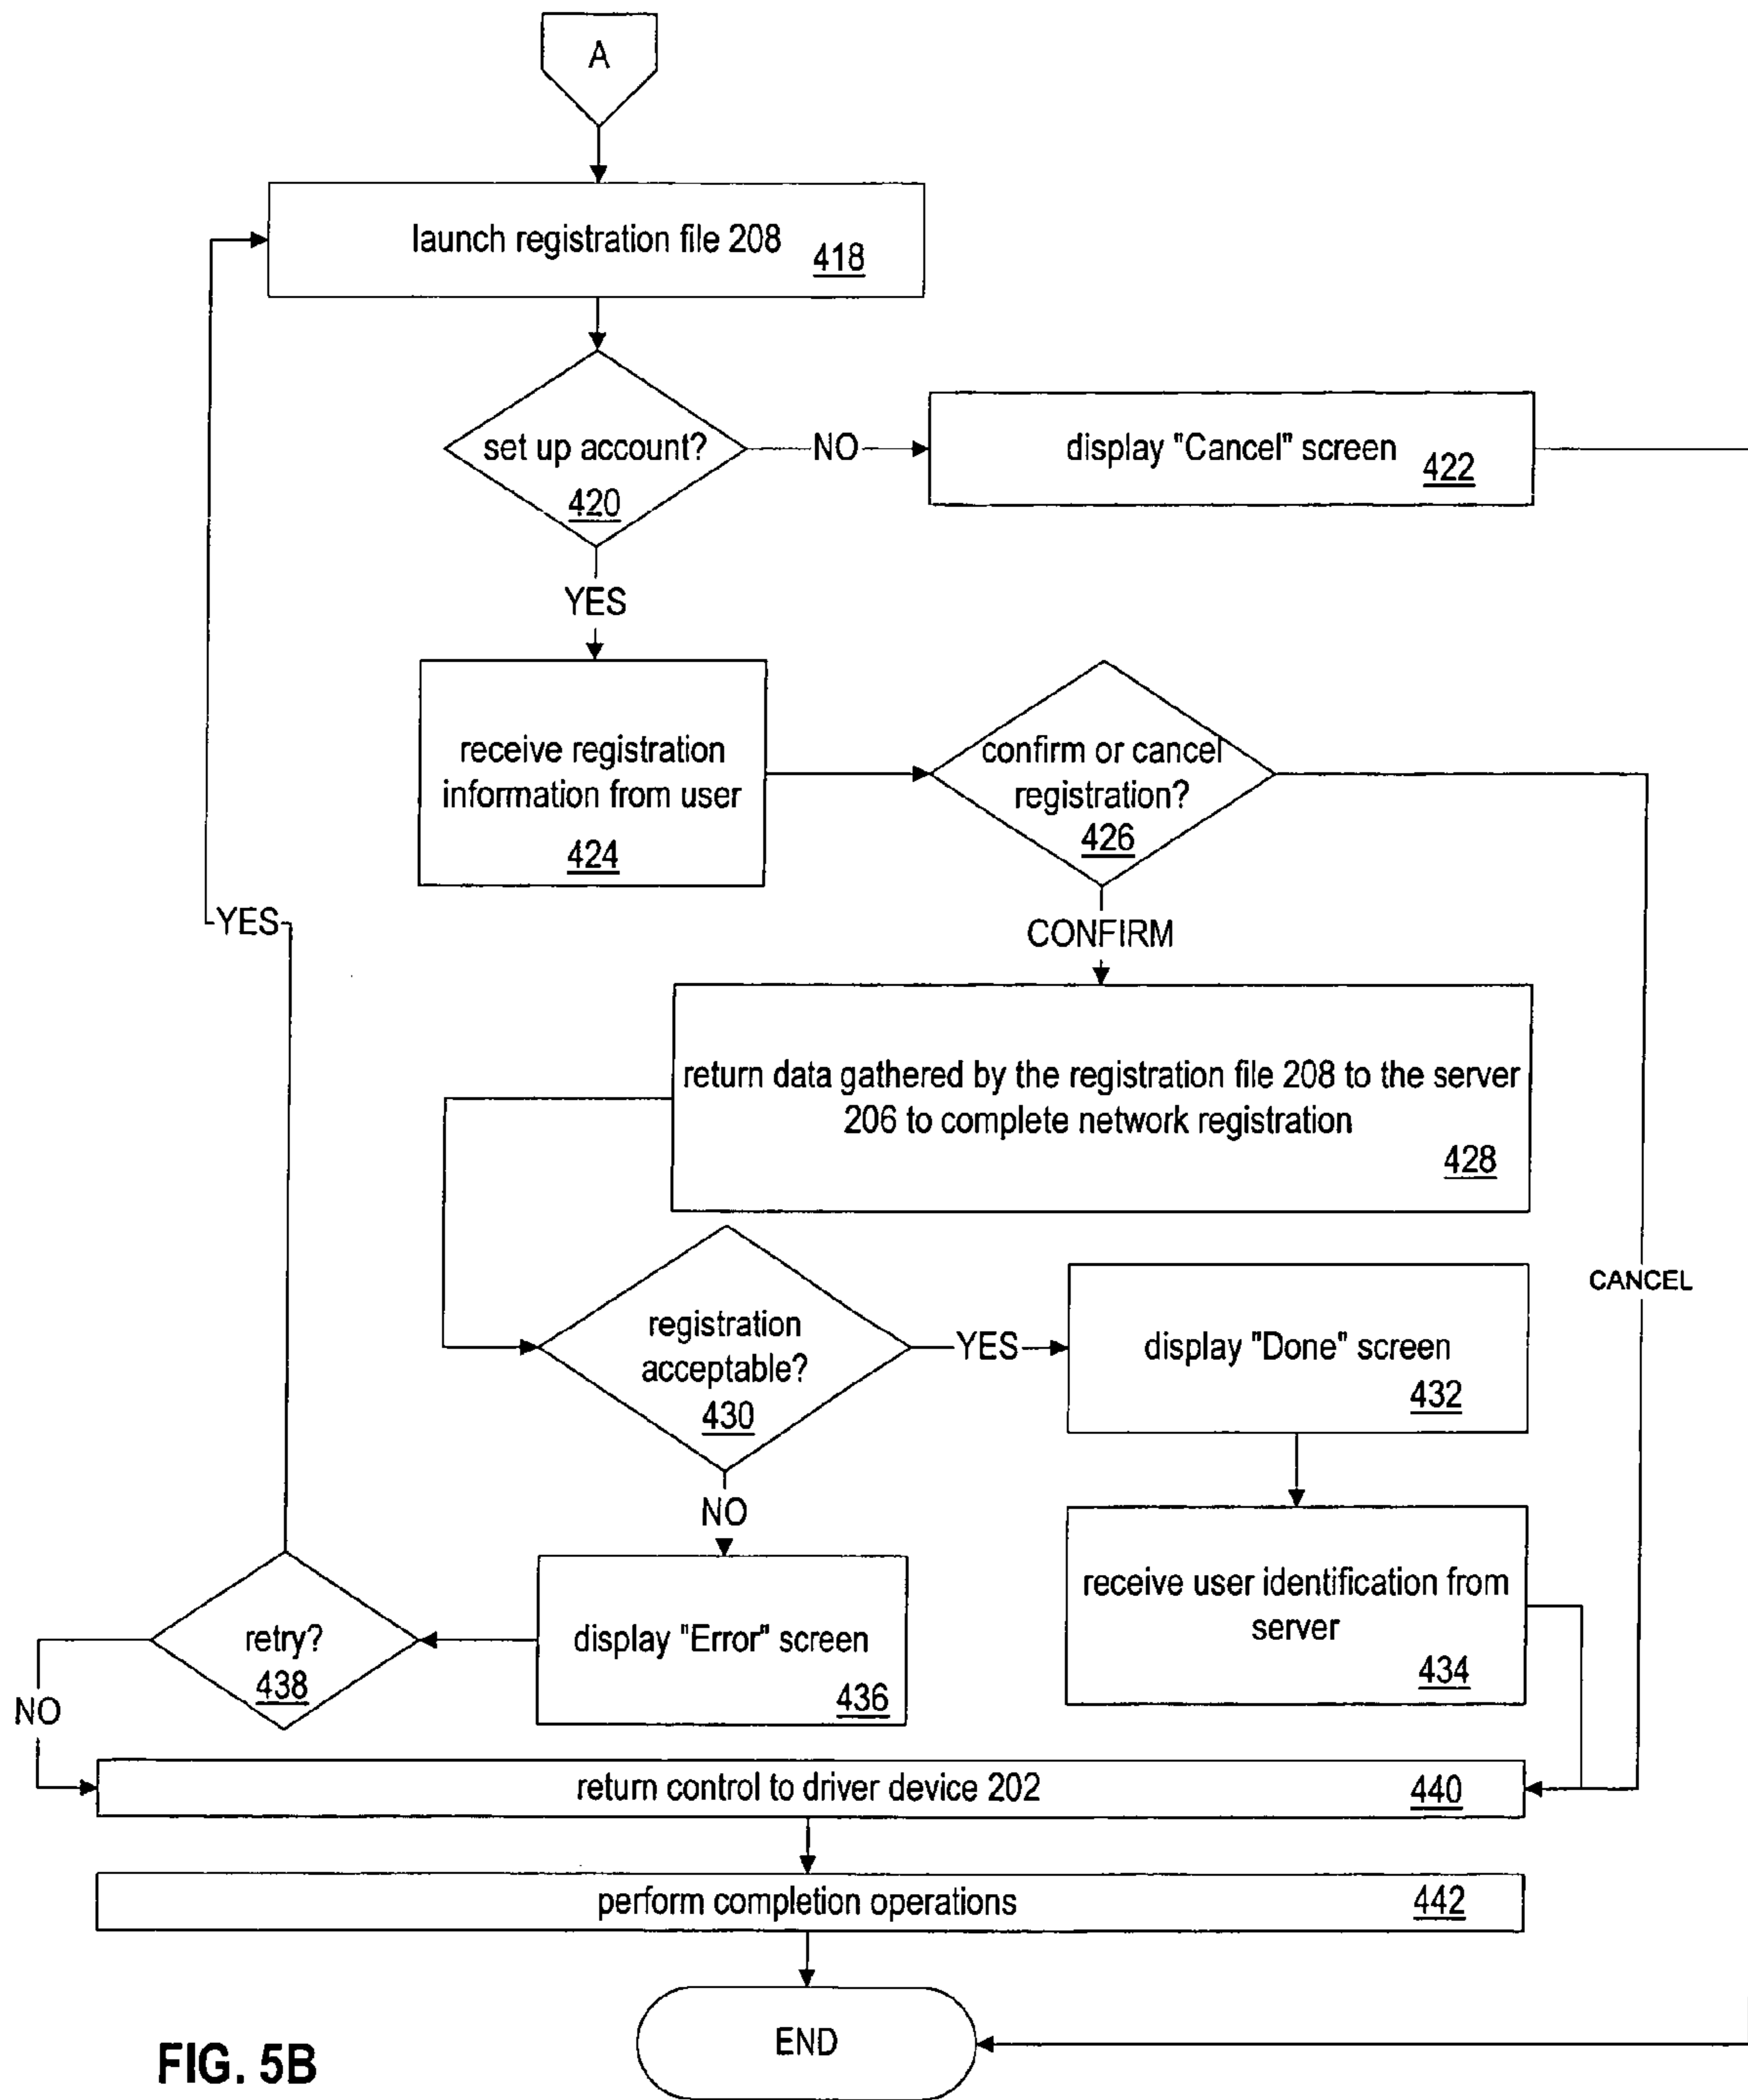 A
launch registration file 208
418
set up account?
420
NO
display "Cancel" screen
422
YES
receive registration
information from user
424
confirm or cancel
registration?
426
YES
CONFIRM
return data gathered by the registration file 208 to the server
206 to complete network registration
428
CANCEL
registration
acceptable?
430
YES
display "Done" screen
432
NO
receive user identification from
server
434
display "Error" screen
436
retry?
438
NO
return control to driver device 202
440
perform completion operations
442
END
FIG. 5B